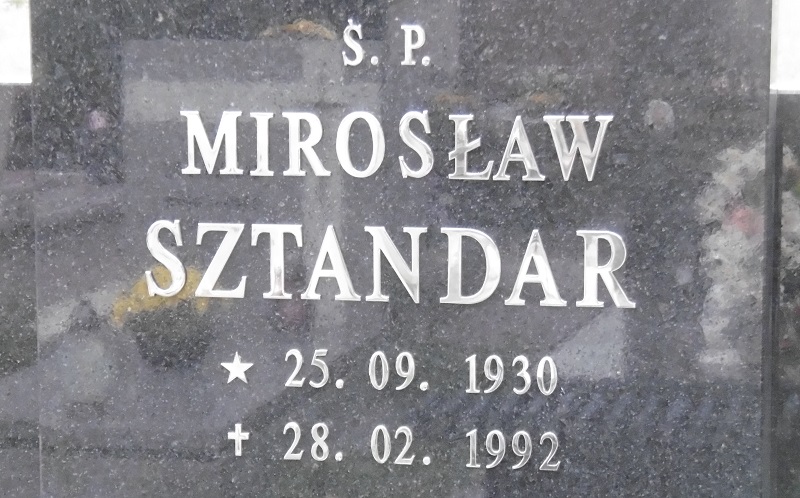 Ś. P.
MIROSŁAW
SZTANDAR
★ 25. 09. 1930
✝ 28. 02. 1992